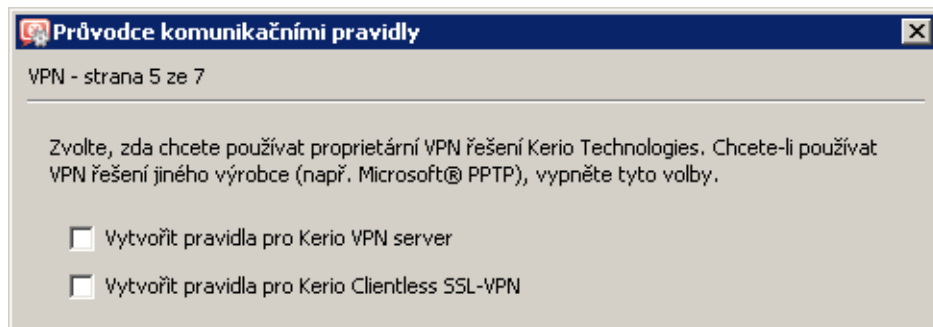 Průvodce komunikačními pravidly
VPN - strana 5 ze 7
Zvolte, zda chcete používat proprietární VPN řešení Kerio Technologies. Chcete-li používat
VPN řešení jiného výrobce (např. Microsoft® PPTP), vypněte tyto volby.
Vytvořit pravidla pro Kerio VPN server
Vytvořit pravidla pro Kerio Clientless SSL-VPN